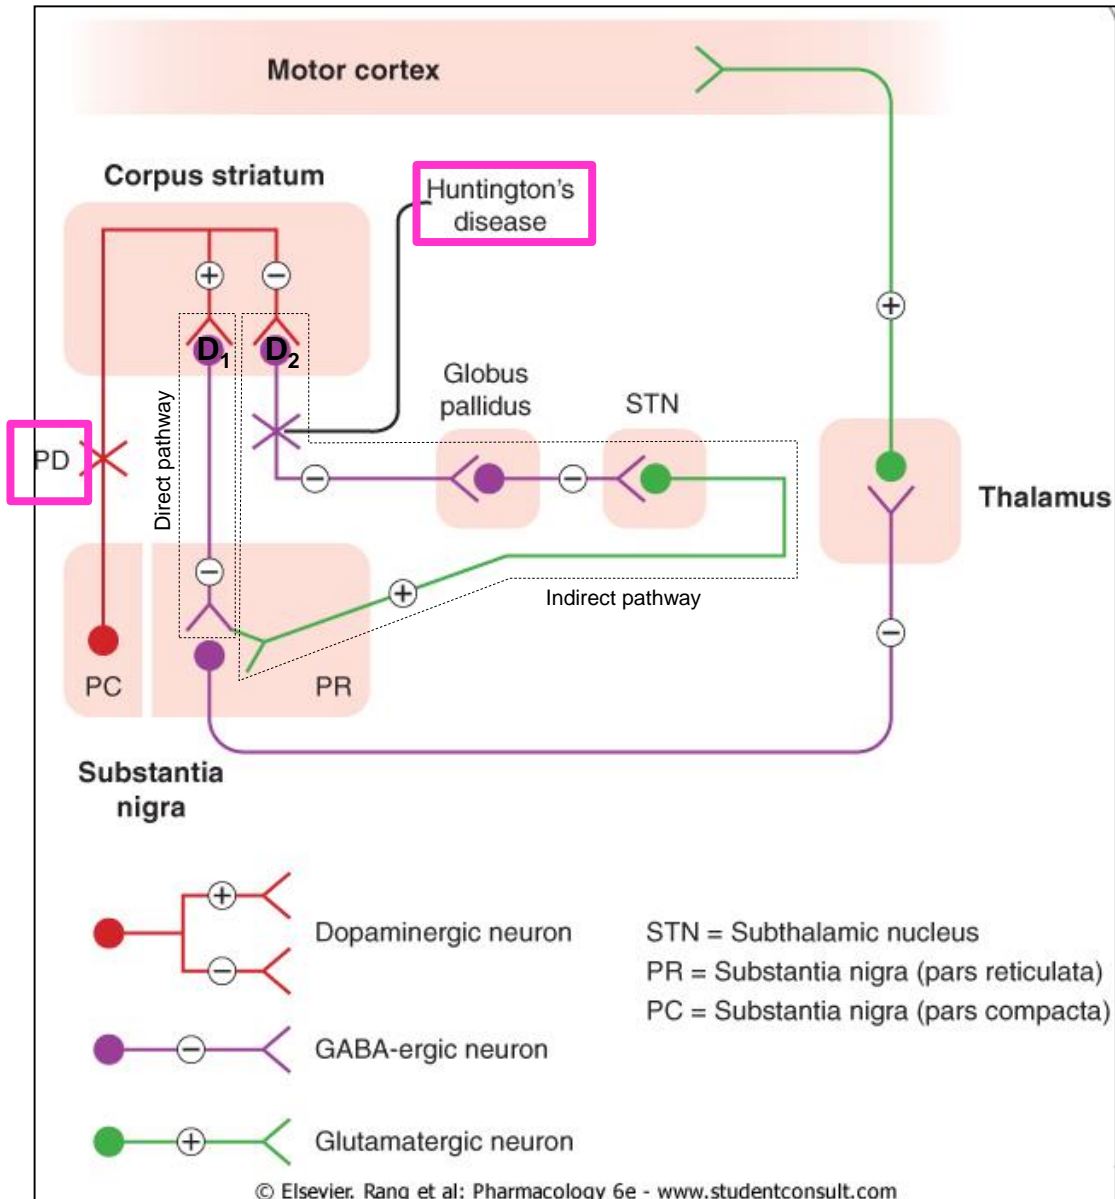 Motor cortex
Corpus striatum
Huntington's
disease
+
−
D1
D2
+
Globus
pallidus
STN
PD
Direct pathway
−
−
Thalamus
−
+
Indirect pathway
−
PC
PR
Substantia
nigra
+
Dopaminergic neuron
−
STN = Subthalamic nucleus
PR = Substantia nigra (pars reticulata)
PC = Substantia nigra (pars compacta)
−
GABA-ergic neuron
+
Glutamatergic neuron
© Elsevier. Rang et al: Pharmacology 6e - www.studentconsult.com